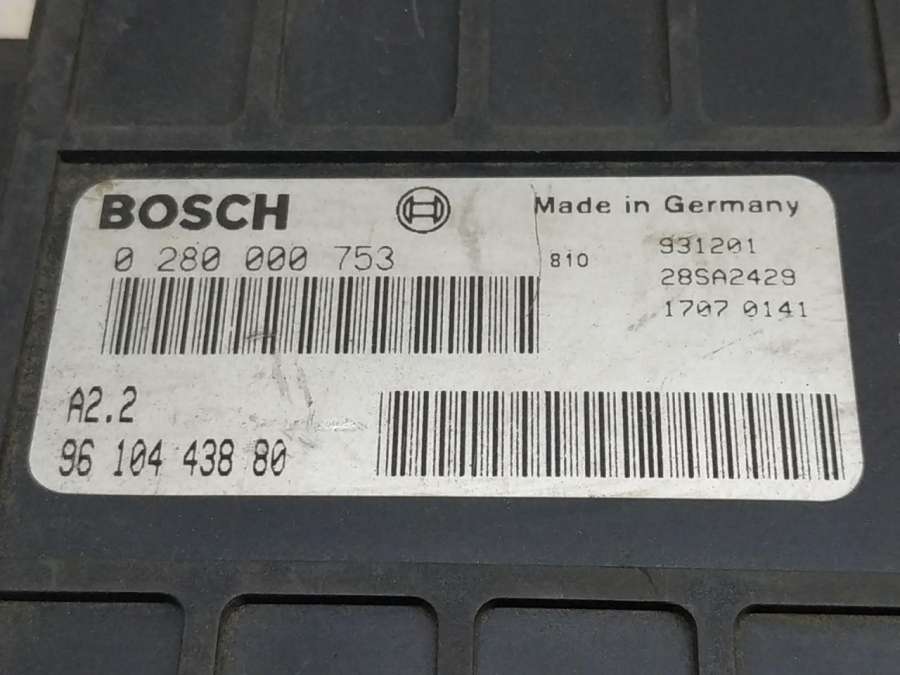 BOSCH
Made in Germany
0 280 000 753
810
931201
28SA2429
1707 0141
A2.2
96 104 438 80